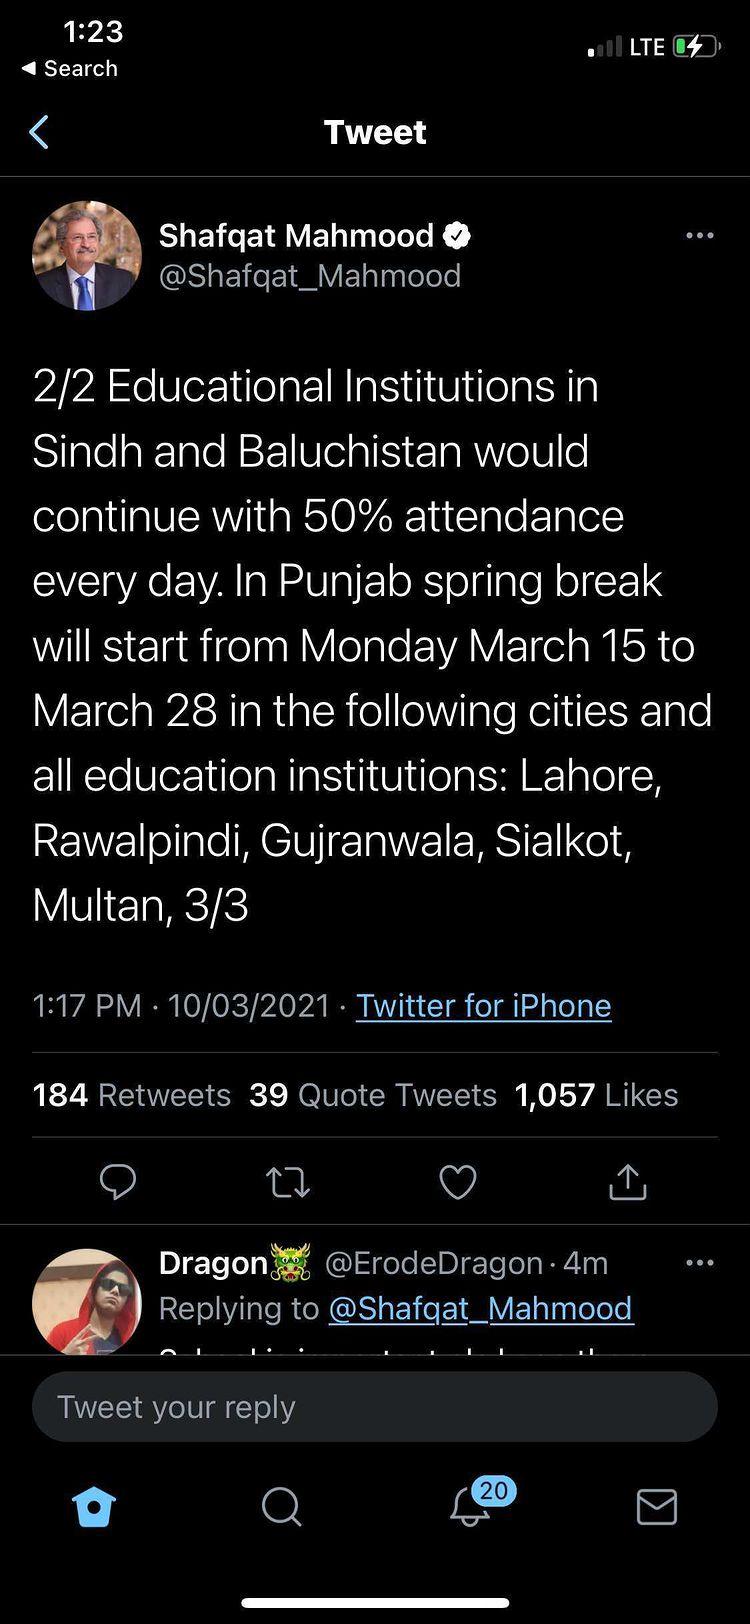 1:23
LTE
◀ Search
Tweet
Shafqat Mahmood
@Shafqat_Mahmood
2/2 Educational Institutions in
Sindh and Baluchistan would
continue with 50% attendance
every day. In Punjab spring break
will start from Monday March 15 to
March 28 in the following cities and
all education institutions: Lahore,
Rawalpindi, Gujranwala, Sialkot,
Multan, 3/3
1:17 PM · 10/03/2021 · Twitter for iPhone
184 Retweets 39 Quote Tweets 1,057 Likes
Dragon🐲 @ErodeDragon · 4m
Replying to @Shafqat_Mahmood
Tweet your reply
20